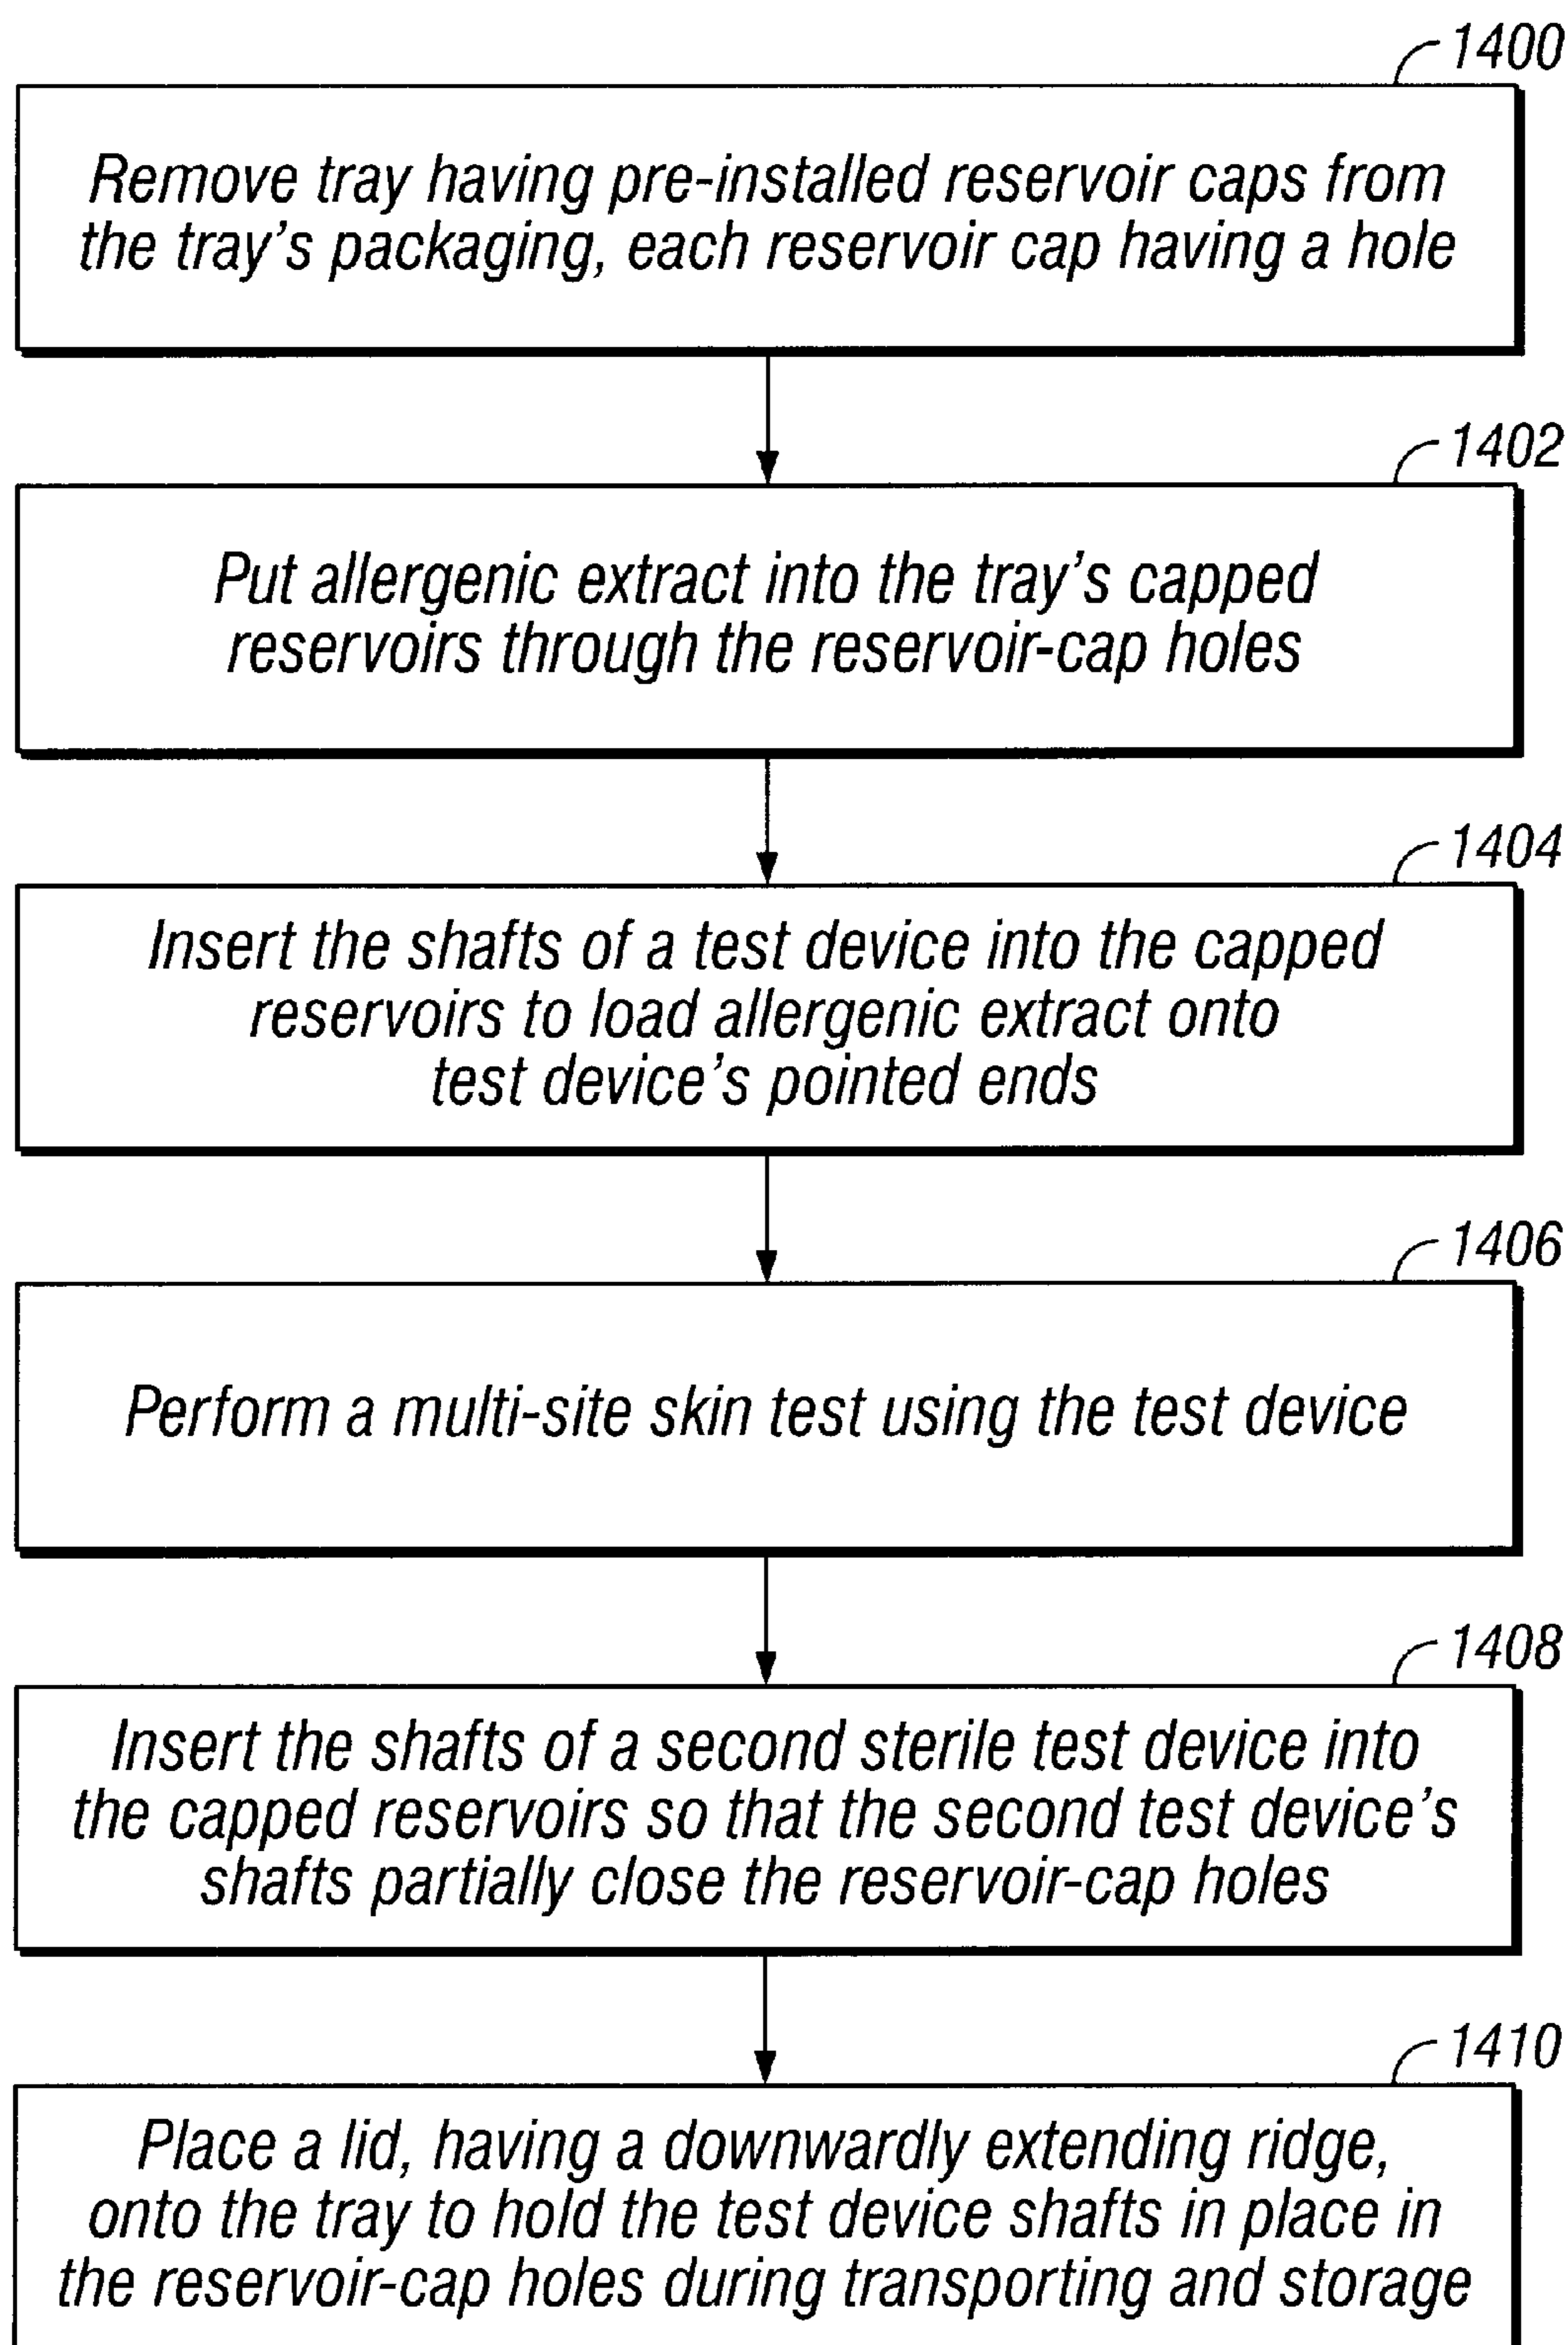 1400
Remove tray having pre-installed reservoir caps from
the tray's packaging, each reservoir cap having a hole
1402
Put allergenic extract into the tray's capped
reservoirs through the reservoir-cap holes
1404
Insert the shafts of a test device into the capped
reservoirs to load allergenic extract onto
test device's pointed ends
1406
Perform a multi-site skin test using the test device
1408
Insert the shafts of a second sterile test device into
the capped reservoirs so that the second test device's
shafts partially close the reservoir-cap holes
1410
Place a lid, having a downwardly extending ridge,
onto the tray to hold the test device shafts in place in
the reservoir-cap holes during transporting and storage